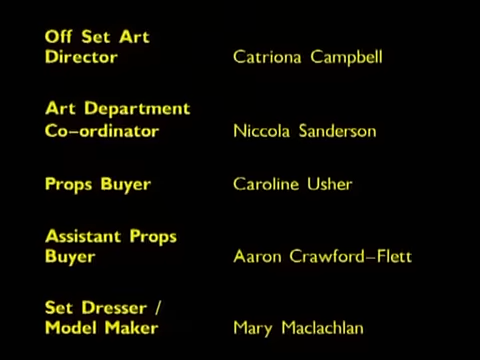 Off Set Art
Director Catriona Campbell
Art Department
Co-ordinator Niccola Sanderson
Props Buyer Caroline Usher
Assistant Props
Buyer Aaron Crawford-Flett
Set Dresser /
Model Maker Mary Maclachlan